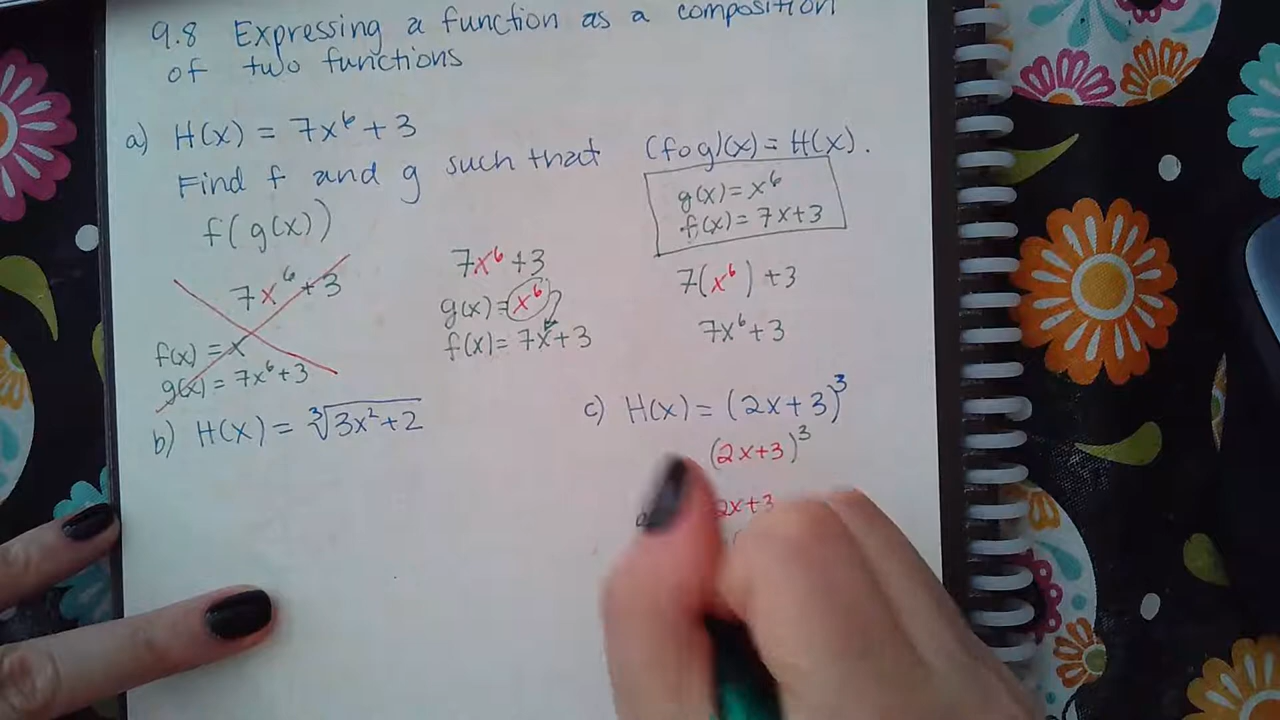 9.8 Expressing a function as a composition
of two functions
a) H(x) = 7x⁶ + 3
Find f and g such that (f∘g)(x) = H(x).
f(g(x))
g(x) = x⁶
f(x) = 7x+3
7x⁶ + 3
f(x) = x
g(x) = 7x⁶+3
7x⁶ + 3
g(x) = x⁶
f(x) = 7x+3
7(x⁶) + 3
7x⁶ + 3
b) H(x) = ∛(3x²+2)
c) H(x) = (2x+3)³
(2x+3)³
2x+3